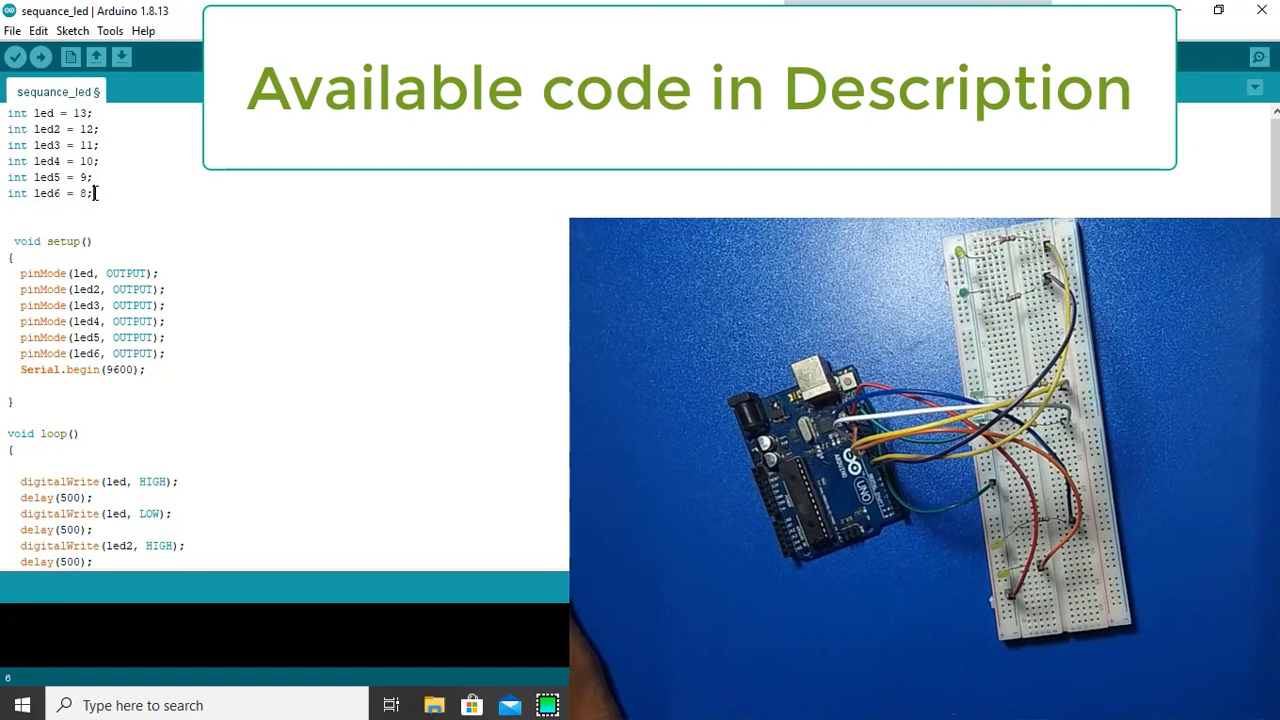 sequance_led | Arduino 1.8.13
File Edit Sketch Tools Help
Available code in Description
sequance_led §
int led = 13;
int led2 = 12;
int led3 = 11;
int led4 = 10;
int led5 = 9;
int led6 = 8;
void setup()
{
pinMode(led, OUTPUT);
pinMode(led2, OUTPUT);
pinMode(led3, OUTPUT);
pinMode(led4, OUTPUT);
pinMode(led5, OUTPUT);
pinMode(led6, OUTPUT);
Serial.begin(9600);
}
void loop()
{
digitalWrite(led, HIGH);
delay(500);
digitalWrite(led, LOW);
delay(500);
digitalWrite(led2, HIGH);
delay(500);
ARDUINO
UNO
6
Type here to search